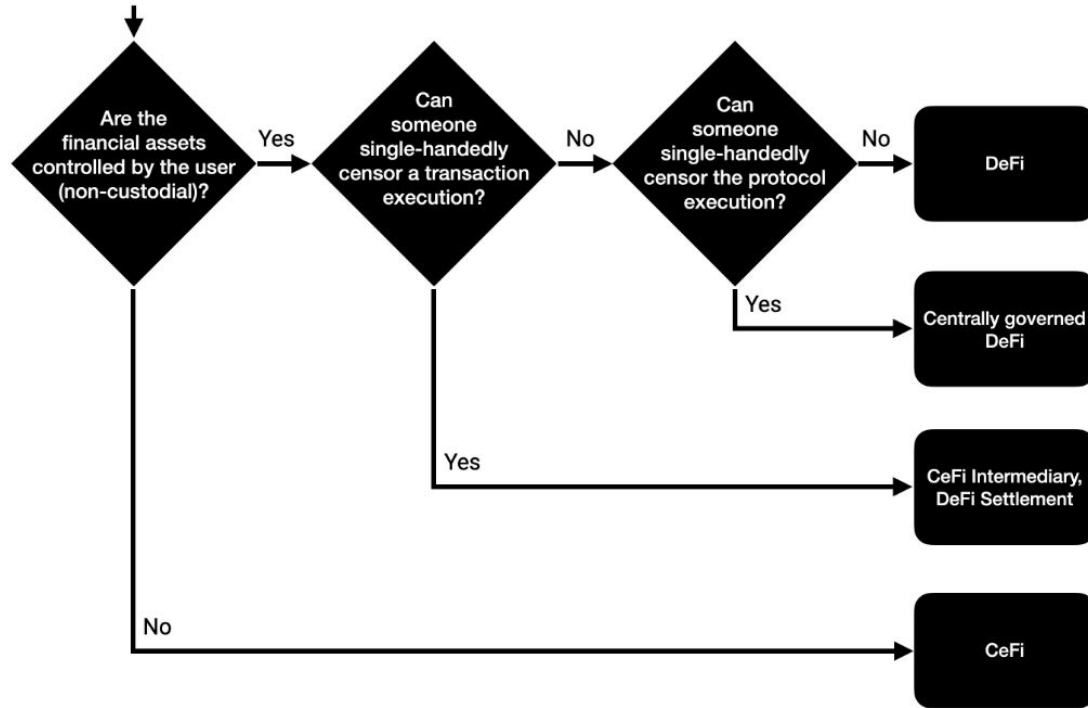 Are the
financial assets
controlled by the user
(non-custodial)?
Yes
Can
someone
single-handedly
censor a transaction
execution?
No
Can
someone
single-handedly
censor the protocol
execution?
No
DeFi
Yes
Centrally governed
DeFi
Yes
CeFi Intermediary,
DeFi Settlement
No
CeFi